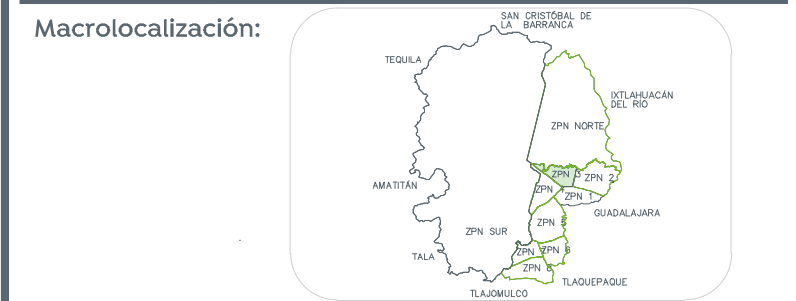 Macrolocalización:
SAN CRISTÓBAL DE
LA BARRANCA
TEQUILA
IXTLAHUACÁN
DEL RÍO
ZPN NORTE
ZPN 3
ZPN 2
AMATITÁN
ZPN
ZPN 1
GUADALAJARA
ZPN 5
ZPN SUR
ZPN
ZPN 6
TALA
ZPN 8
TLAQUEPAQUE
TLAJOMULCO